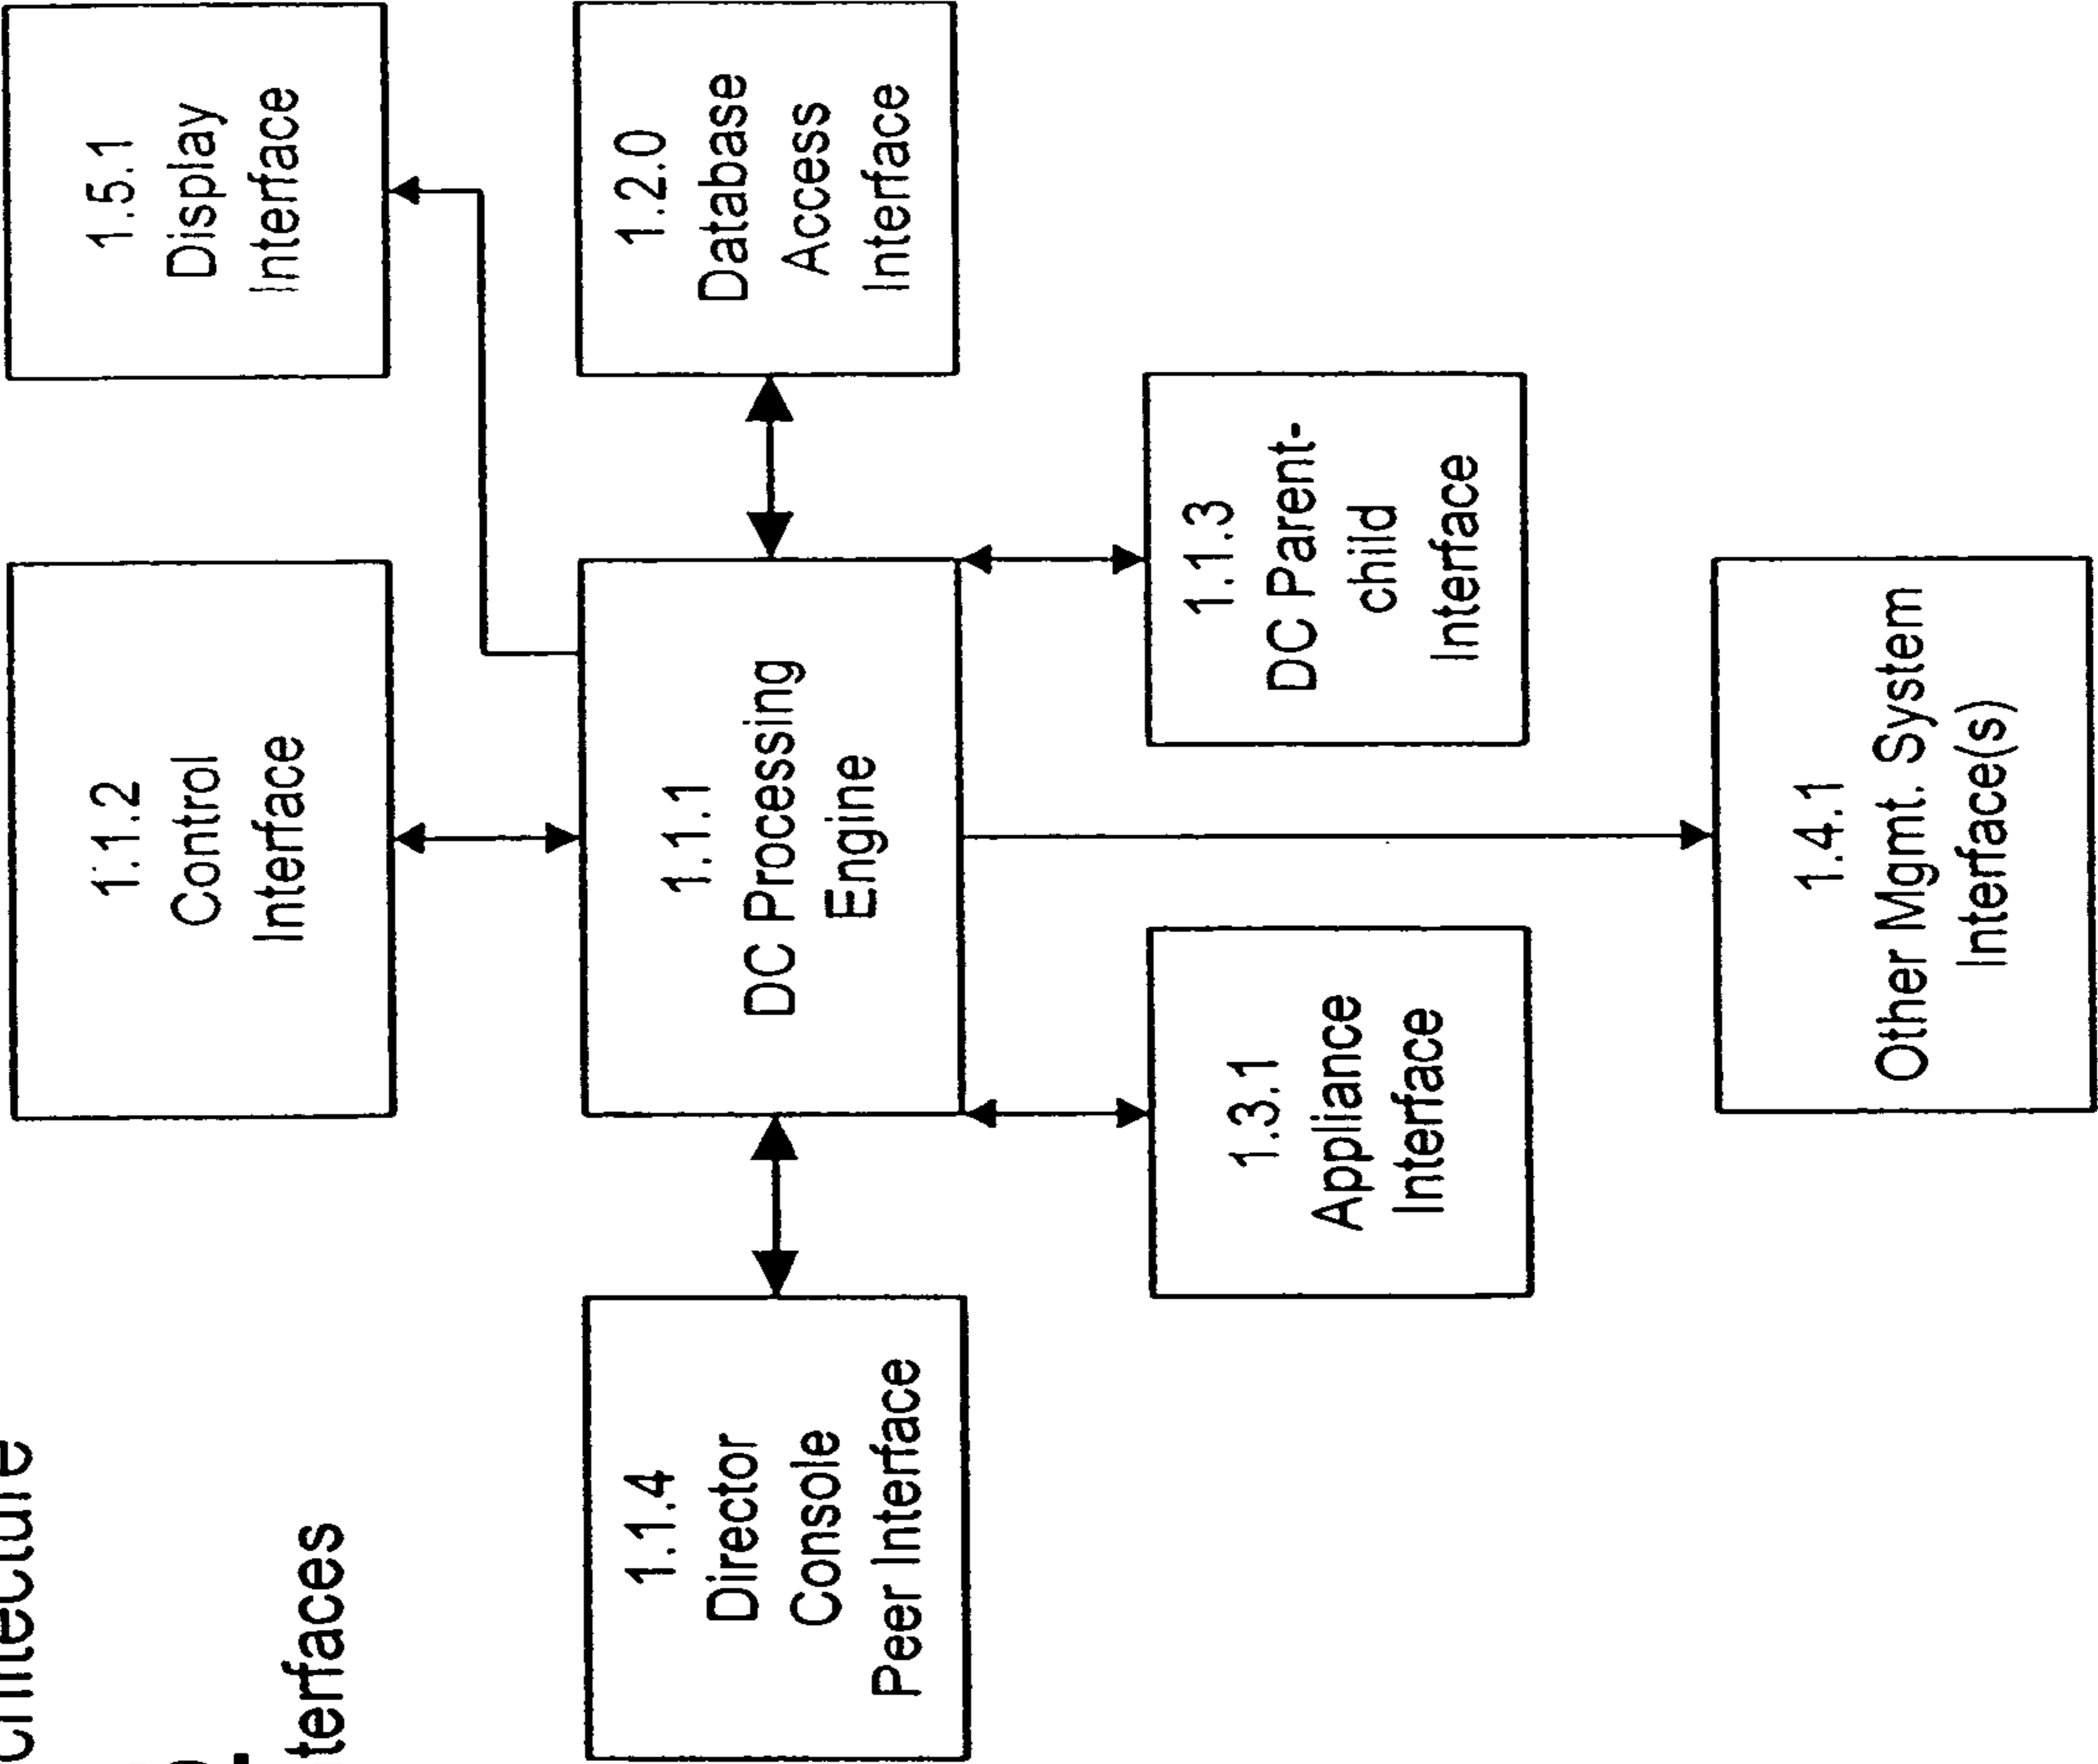 terfaces
1.1.2
Control
Interface
1.5.1
Display
Interface
1.1.4
Director
Console
Peer Interface
1.1.1
DC Processing
Engine
1.2.0
Database
Access
Interface
1.3.1
Appliance
Interface
1.1.3
DC Parent-
child
Interface
1.4.1
Other Mgmt. System
Interface(s)